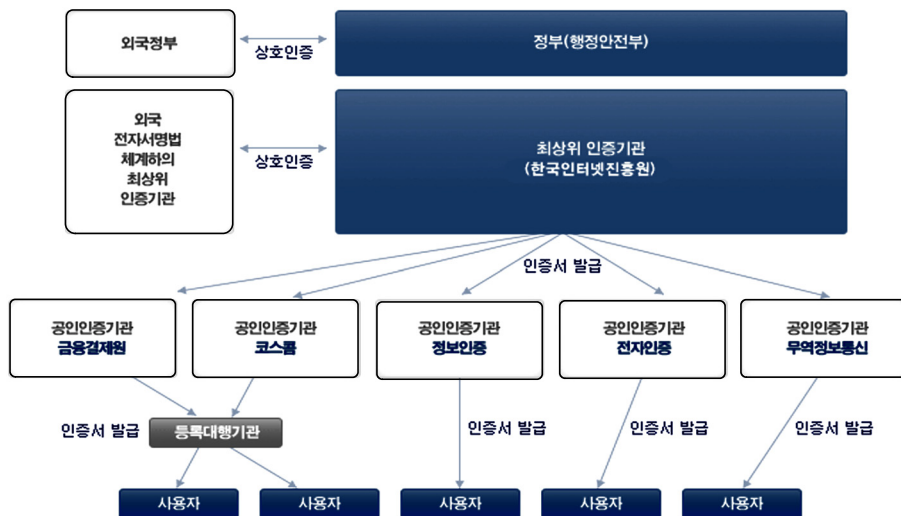 외국정부
상호인증
정부(행정안전부)
외국
전자서명법
체계하의
최상위
인증기관
상호인증
최상위 인증기관
(한국인터넷진흥원)
인증서 발급
공인인증기관
금융결제원
공인인증기관
코스콤
공인인증기관
정보인증
공인인증기관
전자인증
공인인증기관
무역정보통신
인증서 발급
등록대행기관
인증서 발급
인증서 발급
인증서 발급
사용자
사용자
사용자
사용자
사용자